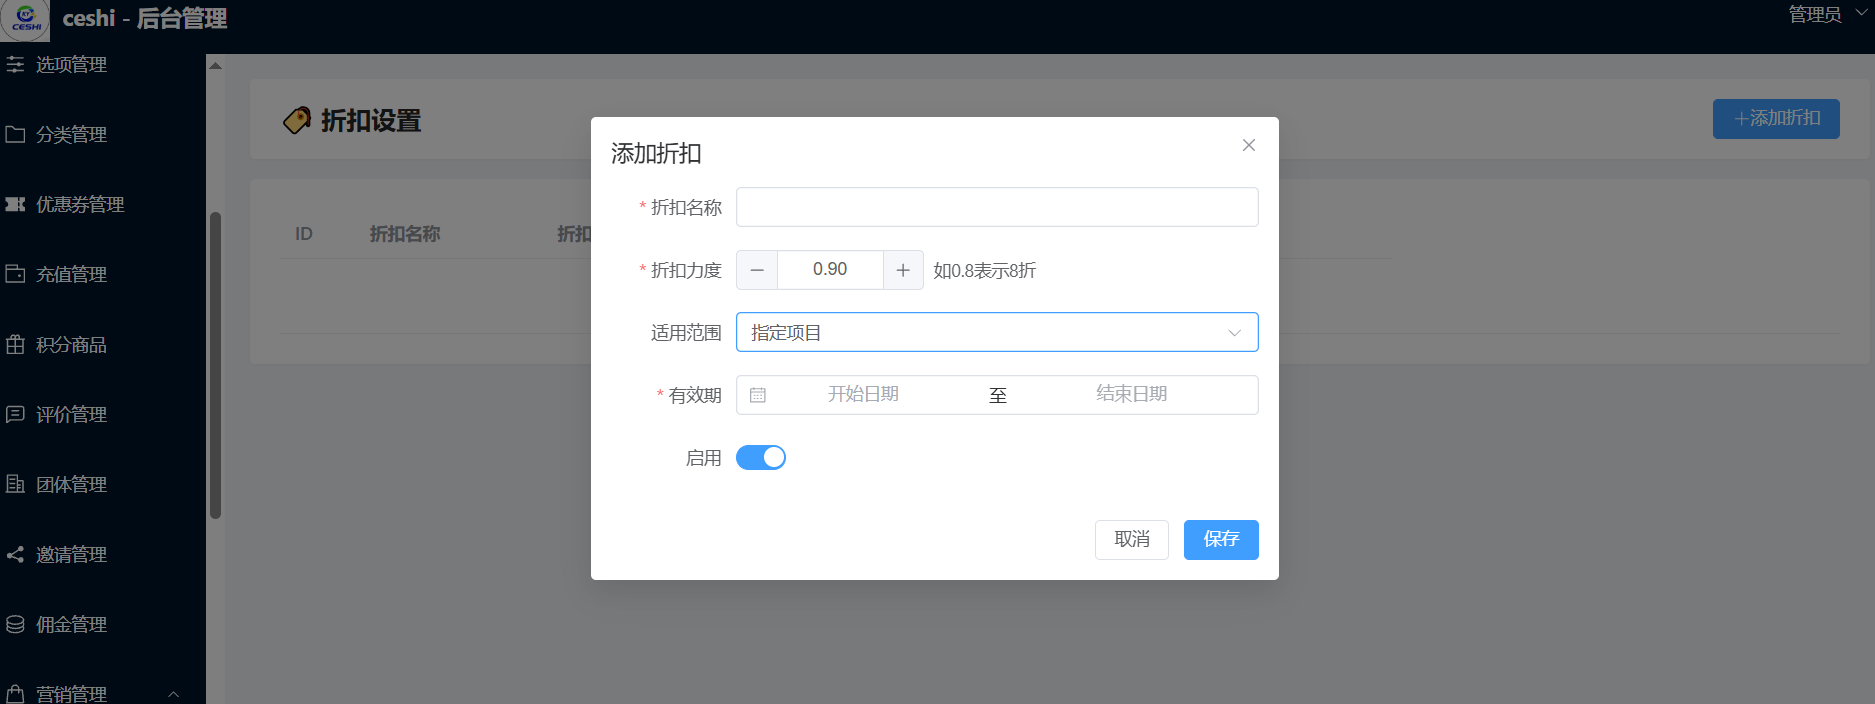 CESHI
ceshi - 后台管理
管理员
选项管理
分类管理
优惠券管理
充值管理
积分商品
评价管理
团体管理
邀请管理
佣金管理
营销管理
折扣设置
+添加折扣
ID 折扣名称 折扣
添加折扣
* 折扣名称
* 折扣力度 0.90 如0.8表示8折
适用范围 指定项目
* 有效期 开始日期 至 结束日期
启用
取消 保存